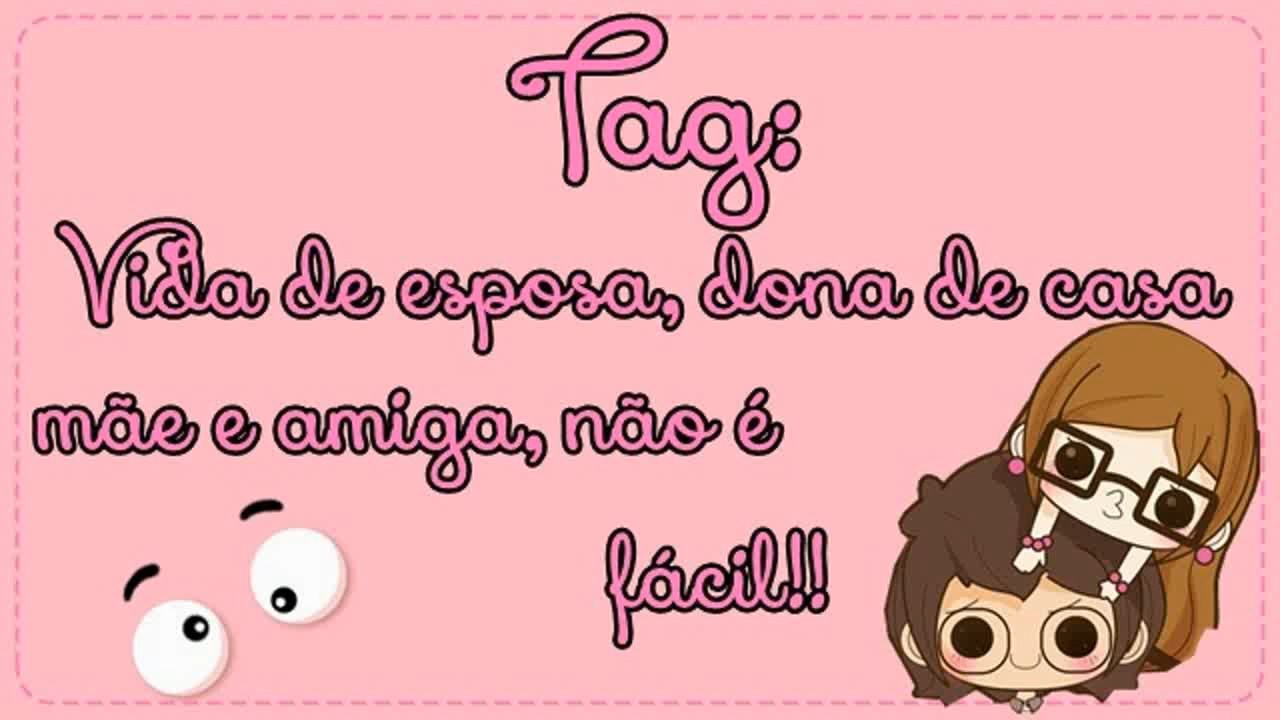 Tag:
Vida de esposa, dona de casa
mãe e amiga, não é
fácil!!